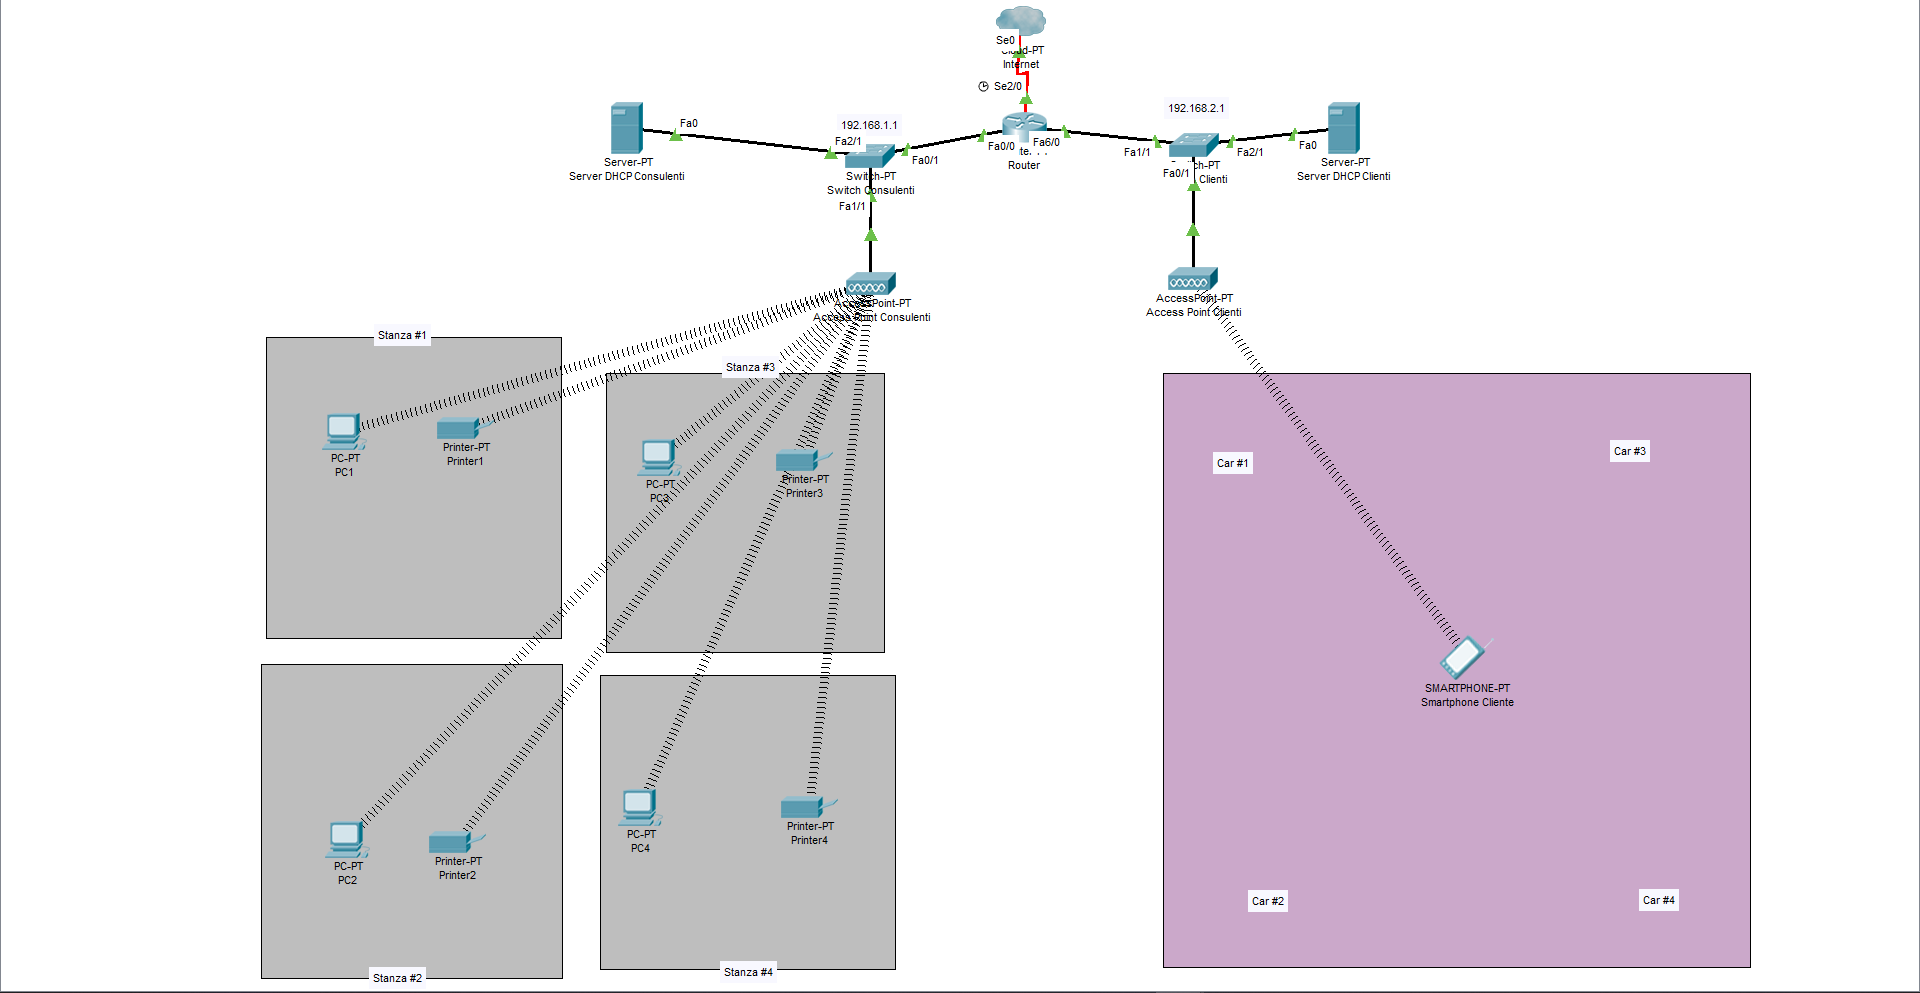 Se0
Cloud-PT
Internet
Se2/0
192.168.2.1
192.168.1.1
Fa0
Fa2/1
Fa0/1
Fa0/0
Fa6/0
Router
Fa1/1
Fa2/1
Fa0
Server-PT
Server DHCP Consulenti
Switch-PT
Switch Consulenti
Fa1/1
Fa0/1
Clienti
Server-PT
Server DHCP Clienti
AccessPoint-PT
Access Point Consulenti
AccessPoint-PT
Access Point Clienti
Stanza #1
Stanza #3
PC-PT
PC1
Printer-PT
Printer1
PC-PT
PC3
Printer-PT
Printer3
Car #1
Car #3
SMARTPHONE-PT
Smartphone Cliente
PC-PT
PC2
Printer-PT
Printer2
PC-PT
PC4
Printer-PT
Printer4
Car #2
Car #4
Stanza #2
Stanza #4